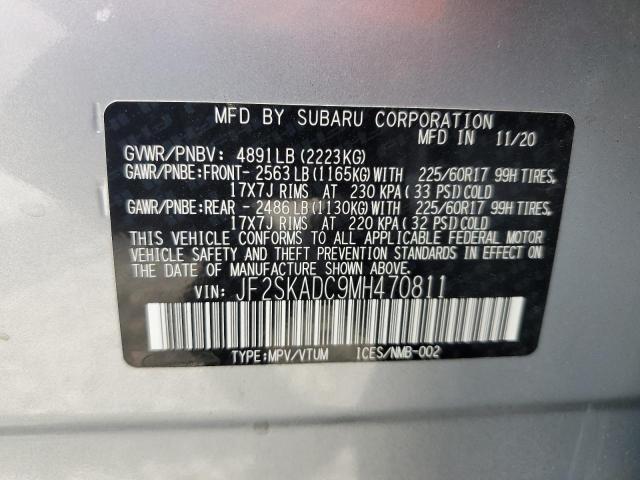 MFD BY SUBARU CORPORATION
MFD IN 11/20
GVWR/PNBV: 4891LB (2223KG)
GAWR/PNBE:FRONT- 2563LB (1165KG)WITH 225/60R17 99H TIRES,
17X7J RIMS AT 230 KPA (33 PSI)COLD
GAWR/PNBE:REAR - 2486LB (1130KG)WITH 225/60R17 99H TIRES,
17X7J RIMS AT 220 KPA (32 PSI)COLD
THIS VEHICLE CONFORMS TO ALL APPLICABLE FEDERAL MOTOR
VEHICLE SAFETY AND THEFT PREVENTION STANDARDS IN EFFECT ON
THE DATE OF MANUFACTURE SHOWN ABOVE.
VIN: JF2SKADC9MH470811
TYPE:MPV/VTUM ICES/NMB-002